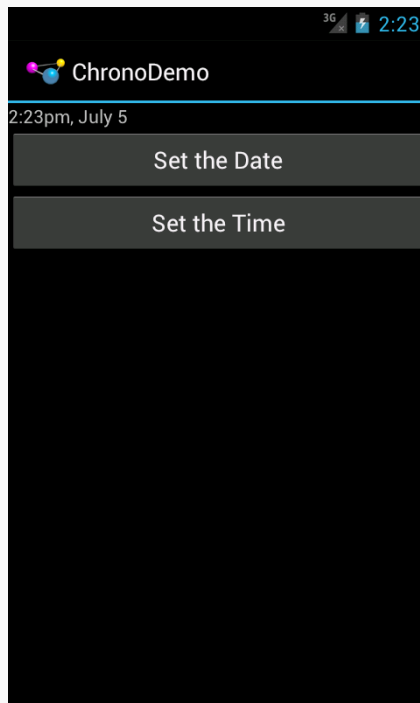 3G 2:23
ChronoDemo
2:23pm, July 5
Set the Date
Set the Time